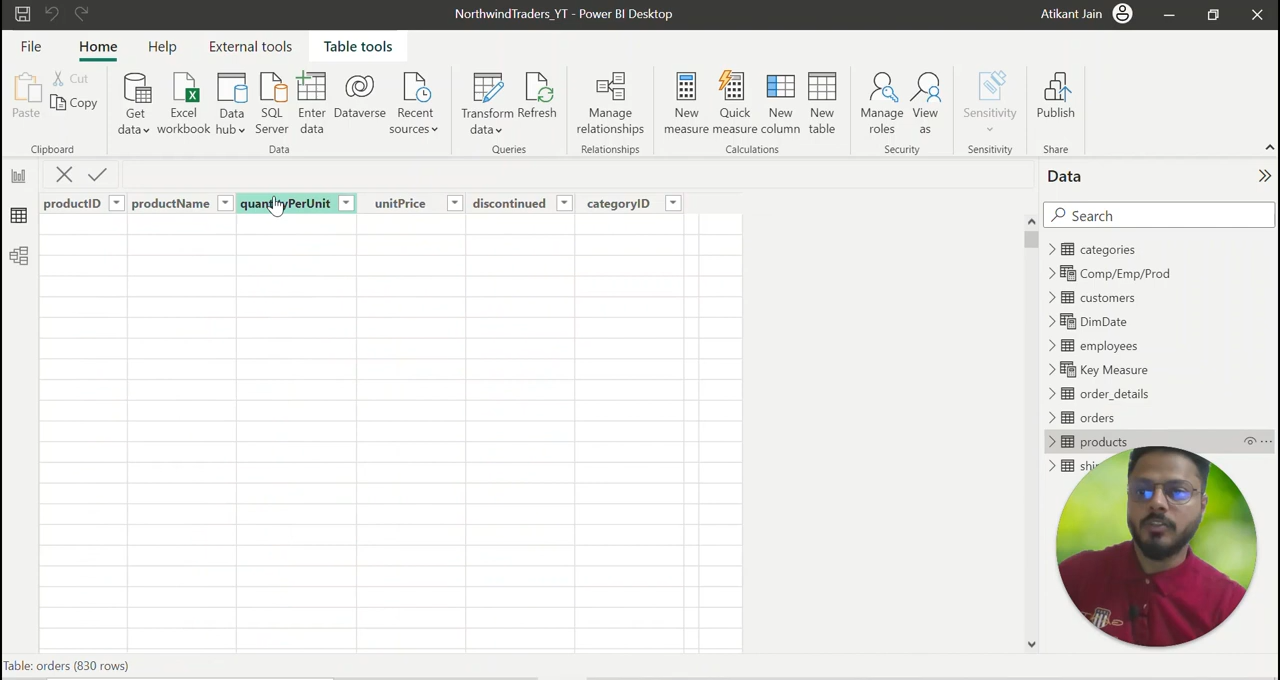 NorthwindTraders_YT - Power BI Desktop
Atikant Jain
File Home Help External tools Table tools
Paste
Cut
Copy
Clipboard
Get data
Excel workbook
Data hub
SQL Server
Enter data
Dataverse
Recent sources
Data
Transform data
Refresh
Queries
Manage relationships
Relationships
New measure
Quick measure
New column
New table
Calculations
Manage roles
View as
Security
Sensitivity
Sensitivity
Publish
Share
productID productName quantityPerUnit unitPrice discontinued categoryID
Data
Search
categories
Comp/Emp/Prod
customers
DimDate
employees
Key Measure
order_details
orders
products
Table: orders (830 rows)